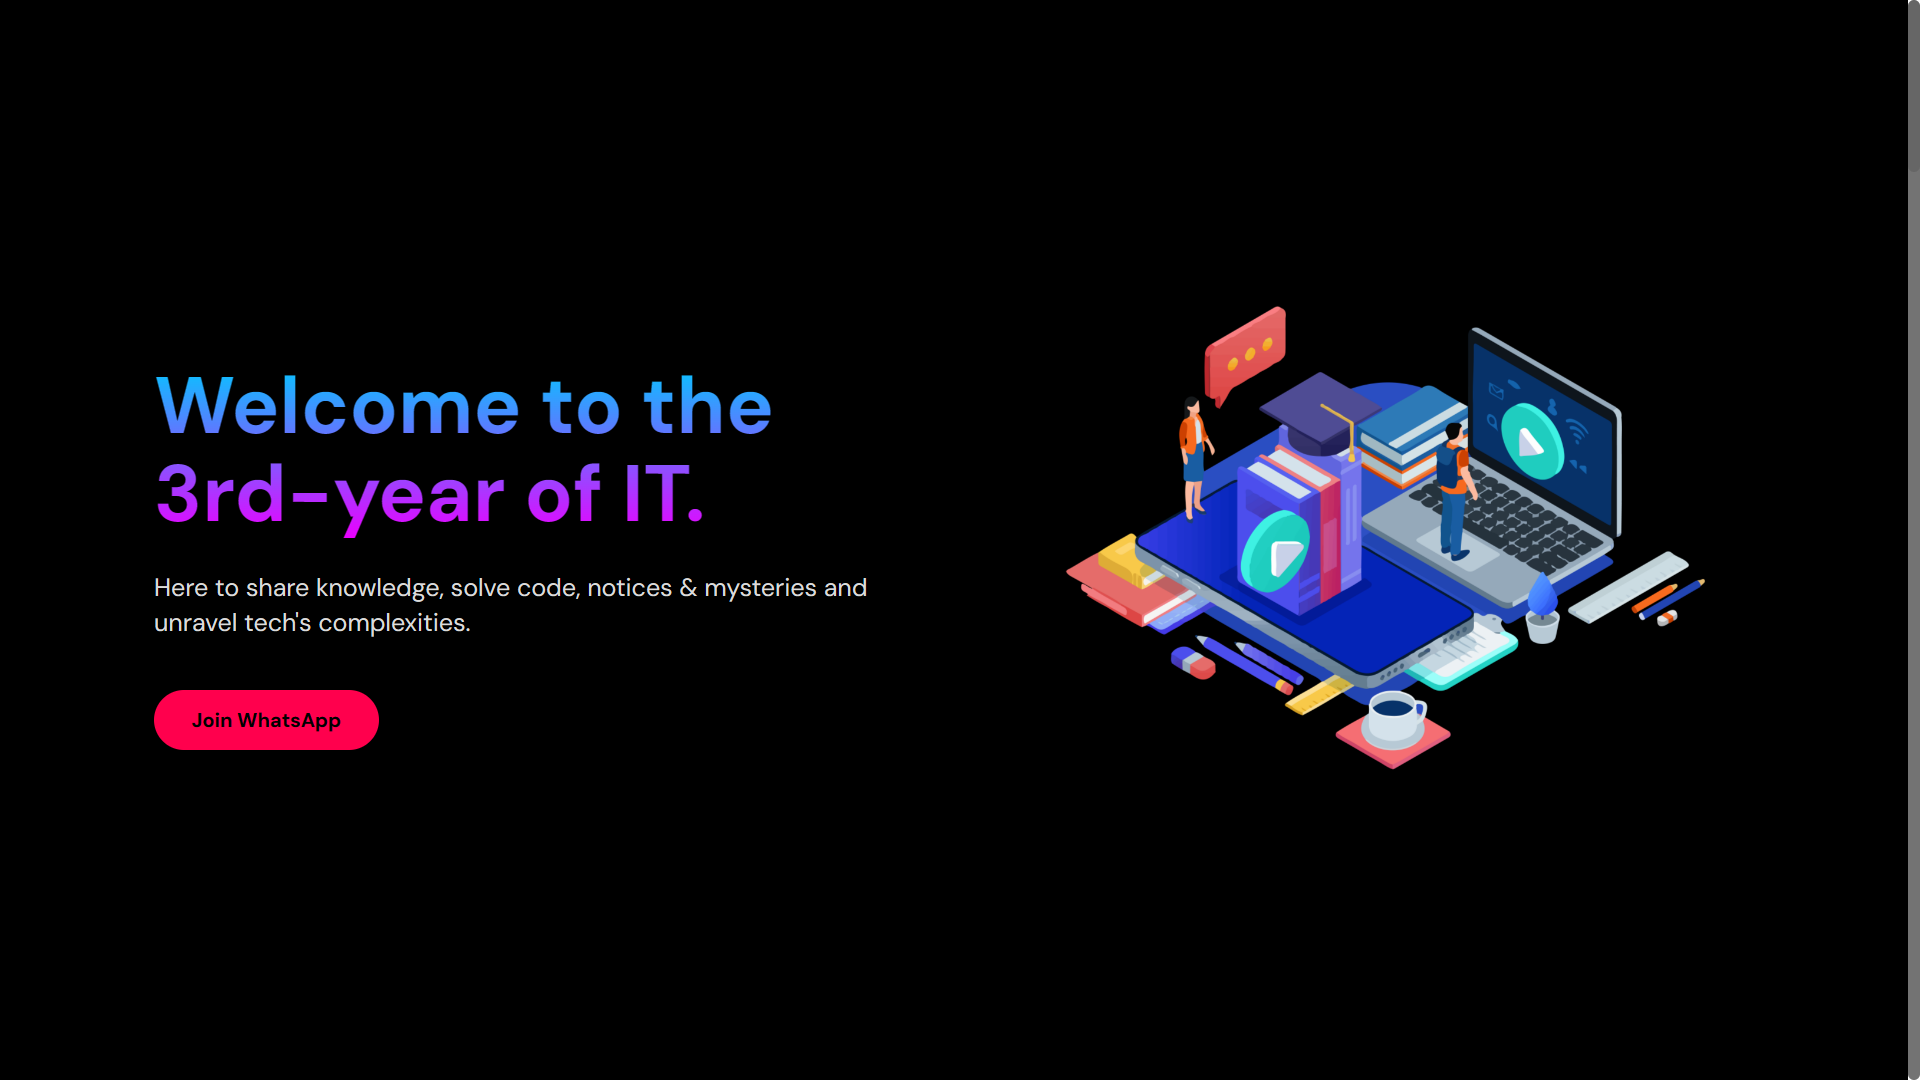 Welcome to the
3rd-year of IT.
Here to share knowledge, solve code, notices & mysteries and
unravel tech's complexities.
Join WhatsApp